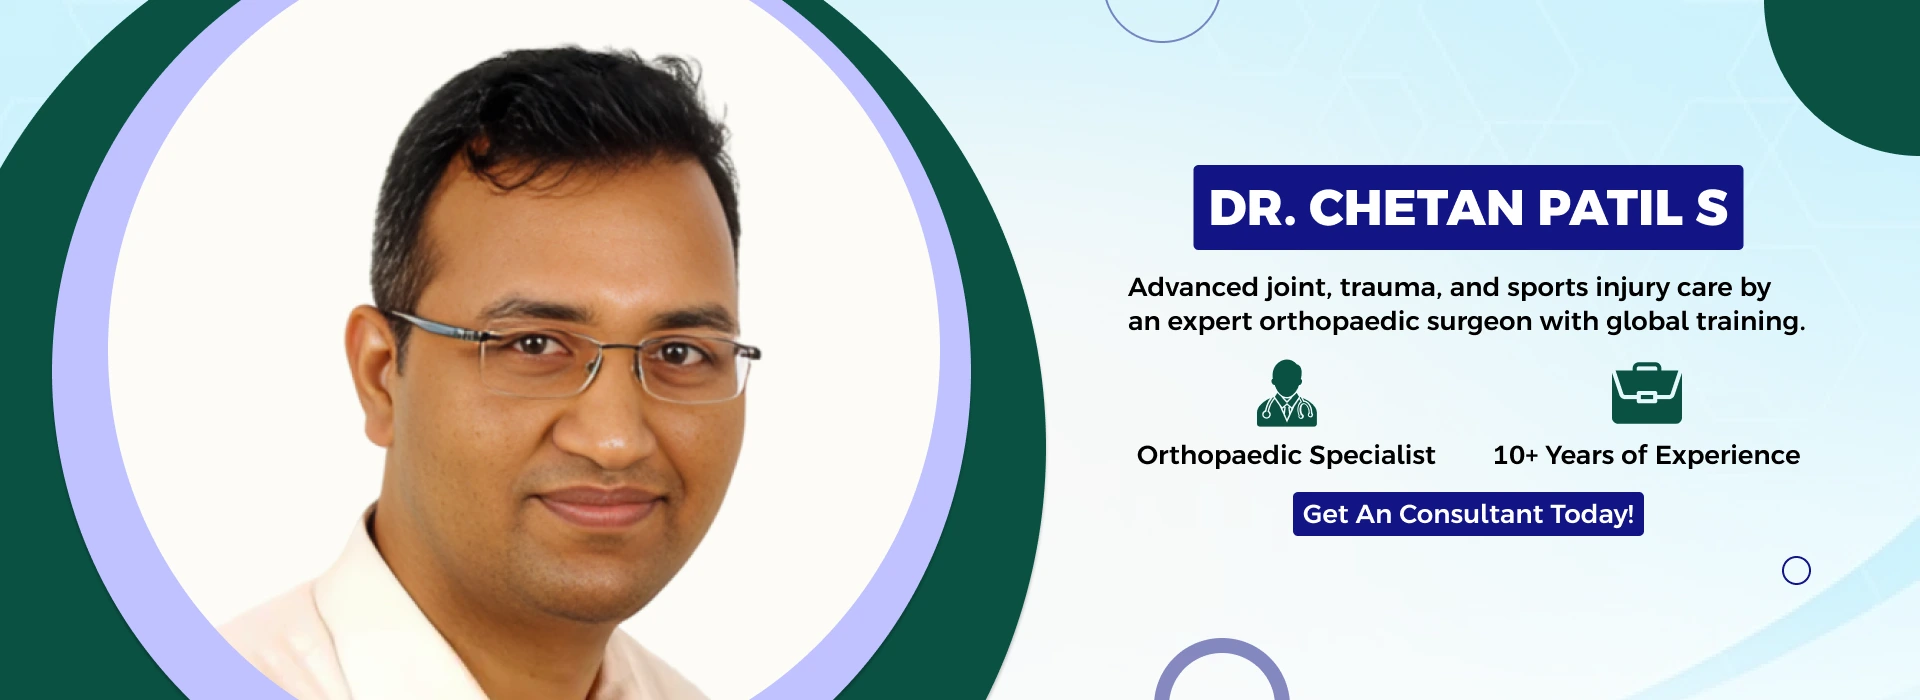 DR. CHETAN PATIL S
Advanced joint, trauma, and sports injury care by
an expert orthopaedic surgeon with global training.
Orthopaedic Specialist
10+ Years of Experience
Get An Consultant Today!